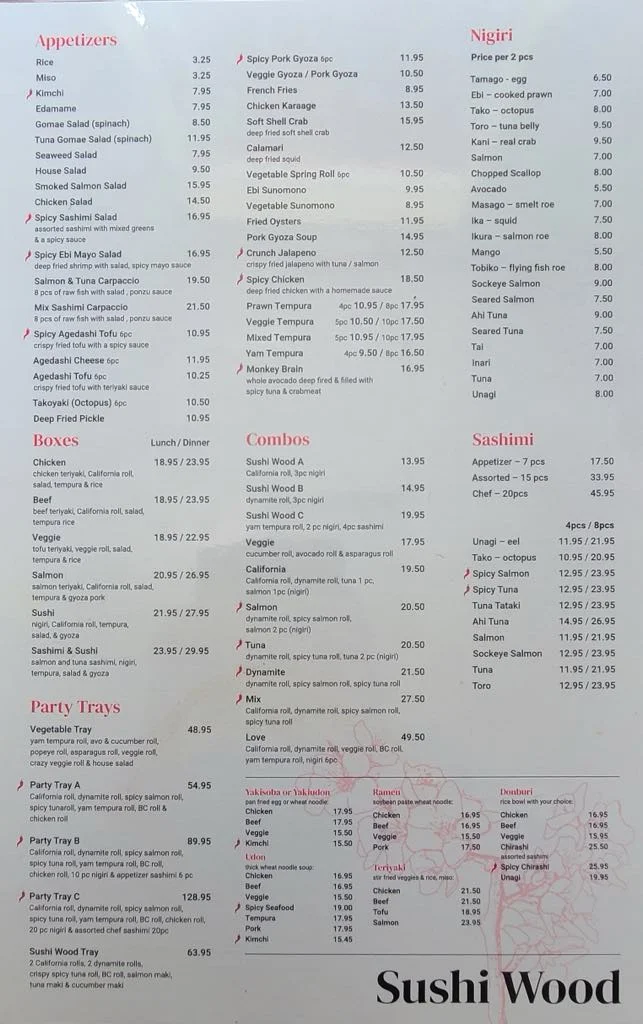 Appetizers
Rice 3.25
Miso 3.25
Kimchi 7.95
Edamame 7.95
Gomae Salad (spinach) 8.50
Tuna Gomae Salad (spinach) 11.95
Seaweed Salad 7.95
House Salad 9.50
Smoked Salmon Salad 15.95
Chicken Salad 14.50
Spicy Sashimi Salad 16.95
assorted sashimi with mixed greens
& a spicy sauce
Spicy Ebi Mayo Salad 16.95
deep fried shrimp with salad, spicy mayo sauce
Salmon & Tuna Carpaccio 19.50
8 pcs of raw fish with salad, ponzu sauce
Mix Sashimi Carpaccio 21.50
8 pcs of raw fish with salad, ponzu sauce
Spicy Agedashi Tofu 6pc 10.95
crispy fried tofu with a spicy sauce
Agedashi Cheese 6pc 11.95
Agedashi Tofu 6pc 10.25
crispy fried tofu with teriyaki sauce
Takoyaki (Octopus) 6pc 10.50
Deep Fried Pickle 10.95
Spicy Pork Gyoza 6pc 11.95
Veggie Gyoza / Pork Gyoza 10.50
French Fries 8.95
Chicken Karaage 13.50
Soft Shell Crab 15.95
deep fried soft shell crab
Calamari 12.50
deep fried squid
Vegetable Spring Roll 6pc 10.50
Ebi Sunomono 9.95
Vegetable Sunomono 8.95
Fried Oysters 11.95
Pork Gyoza Soup 14.95
Crunch Jalapeno 12.50
crispy fried jalapeno with tuna / salmon
Spicy Chicken 18.50
deep fried chicken with a homemade sauce
Prawn Tempura 4pc 10.95 / 8pc 17.95
Veggie Tempura 5pc 10.50 / 10pc 17.50
Mixed Tempura 5pc 10.95 / 10pc 17.95
Yam Tempura 4pc 9.50 / 8pc 16.50
Monkey Brain 16.95
whole avocado deep fired & filled with
spicy tuna & crabmeat
Nigiri
Price per 2 pcs
Tamago - egg 6.50
Ebi – cooked prawn 7.00
Tako – octopus 8.00
Toro – tuna belly 9.50
Kani – real crab 9.50
Salmon 7.00
Chopped Scallop 8.00
Avocado 5.50
Masago – smelt roe 7.00
Ika – squid 7.50
Ikura – salmon roe 8.00
Mango 5.50
Tobiko – flying fish roe 8.00
Sockeye Salmon 9.00
Seared Salmon 7.50
Ahi Tuna 9.00
Seared Tuna 7.50
Tai 7.00
Inari 7.00
Tuna 7.00
Unagi 8.00
Boxes Lunch / Dinner
Chicken 18.95 / 23.95
chicken teriyaki, California roll,
salad, tempura & rice
Beef 18.95 / 23.95
beef teriyaki, California roll, salad,
tempura rice
Veggie 18.95 / 22.95
tofu teriyaki, veggie roll, salad,
tempura & rice
Salmon 20.95 / 26.95
salmon teriyaki, California roll, salad,
tempura & gyoza pork
Sushi 21.95 / 27.95
nigiri, California roll, tempura,
salad, & gyoza
Sashimi & Sushi 23.95 / 29.95
salmon and tuna sashimi, nigiri,
tempura, salad & gyoza
Combos
Sushi Wood A 13.95
California roll, 3pc nigiri
Sushi Wood B 14.95
dynamite roll, 3pc nigiri
Sushi Wood C 19.95
yam tempura roll, 2 pc nigiri, 4pc sashimi
Veggie 17.95
cucumber roll, avocado roll & asparagus roll
California 19.50
California roll, dynamite roll, tuna 1 pc,
salmon 1pc (nigiri)
Salmon 20.50
dynamite roll, spicy salmon roll,
salmon 2 pc (nigiri)
Tuna 20.50
dynamite roll, spicy tuna roll, tuna 2 pc (nigiri)
Dynamite 21.50
dynamite roll, spicy salmon roll, spicy tuna roll
Mix 27.50
California roll, dynamite roll, spicy salmon roll,
spicy tuna roll
Love 49.50
California roll, dynamite roll, veggie roll, BC roll,
yam tempura roll, nigiri 6pc
Sashimi
Appetizer – 7 pcs 17.50
Assorted – 15 pcs 33.95
Chef – 20pcs 45.95
4pcs / 8pcs
Unagi – eel 11.95 / 21.95
Tako – octopus 10.95 / 20.95
Spicy Salmon 12.95 / 23.95
Spicy Tuna 12.95 / 23.95
Tuna Tataki 12.95 / 23.95
Ahi Tuna 14.95 / 26.95
Salmon 11.95 / 21.95
Sockeye Salmon 12.95 / 23.95
Tuna 11.95 / 21.95
Toro 12.95 / 23.95
Party Trays
Vegetable Tray 48.95
yam tempura roll, avo & cucumber roll,
popeye roll, asparagus roll, veggie roll,
crazy veggie roll & house salad
Party Tray A 54.95
California roll, dynamite roll, spicy salmon roll,
spicy tunaroll, yam tempura roll, BC roll &
chicken roll
Party Tray B 89.95
California roll, dynamite roll, spicy salmon roll,
spicy tuna roll, yam tempura roll, BC roll,
chicken roll, 10 pc nigiri & appetizer sashimi 6 pc
Party Tray C 128.95
California roll, dynamite roll, spicy salmon roll,
spicy tuna roll, yam tempura roll, BC roll, chicken roll,
20 pc nigiri & assorted chef sashimi 20pc
Sushi Wood Tray 63.95
2 California rolls, 2 dynamite rolls,
crispy spicy tuna roll, BC roll, salmon maki,
tuna maki & cucumber maki
Yakisoba or Yakiudon
pan fried egg or wheat noodle:
Chicken 17.95
Beef 17.95
Veggie 15.50
Kimchi 15.50
Udon
thick wheat noodle soup:
Chicken 16.95
Beef 16.95
Veggie 15.50
Spicy Seafood 19.00
Tempura 17.95
Pork 17.95
Kimchi 15.45
Ramen
soybean paste wheat noodle:
Chicken 16.95
Beef 16.95
Veggie 15.50
Pork 17.50
Teriyaki
stir fried veggies & rice, miso:
Chicken 21.50
Beef 21.50
Tofu 18.95
Salmon 23.95
Donburi
rice bowl with your choice:
Chicken 16.95
Beef 16.95
Veggie 15.95
Chirashi 25.50
assorted sashimi
Spicy Chirashi 25.95
Unagi 19.95
Sushi Wood